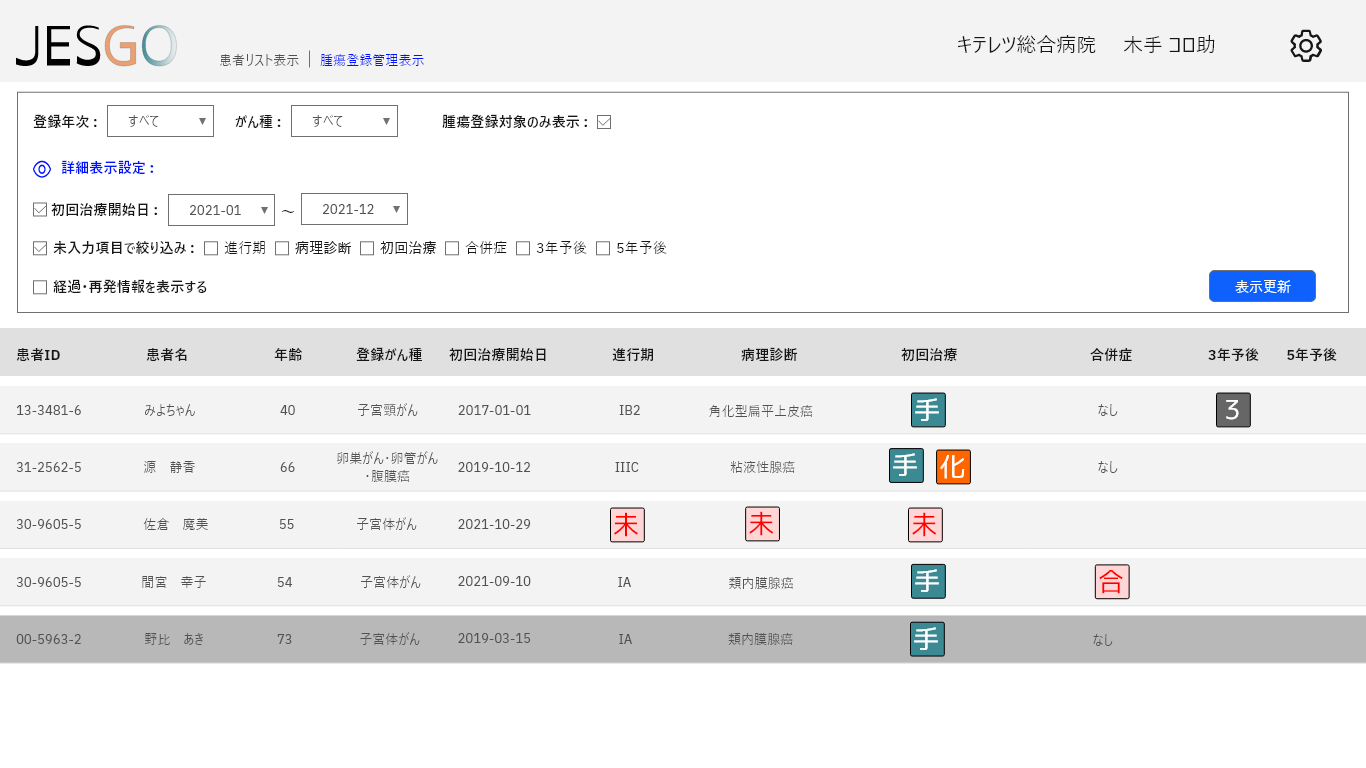 JESGO
患者リスト表示 | 腫瘍登録管理表示
キテレツ総合病院 木手 コロ助
登録年次： すべて ▼ がん種： すべて ▼ 腫瘍登録対象のみ表示：
詳細表示設定：
初回治療開始日： 2021-01 ▼ ～ 2021-12 ▼
未入力項目で絞り込み： 進行期 病理診断 初回治療 合併症 3年予後 5年予後
経過・再発情報を表示する
表示更新
患者ID 患者名 年齢 登録がん種 初回治療開始日 進行期 病理診断 初回治療 合併症 3年予後 5年予後
13-3481-6 みよちゃん 40 子宮頸がん 2017-01-01 IB2 角化型扁平上皮癌 手 なし 3
31-2562-5 源　静香 66 卵巣がん・卵管がん
・腹膜癌 2019-10-12 IIIC 粘液性腺癌 手 化 なし
30-9605-5 佐倉　魔美 55 子宮体がん 2021-10-29 未 未 未
30-9605-5 間宮　幸子 54 子宮体がん 2021-09-10 IA 類内膜腺癌 手 合
00-5963-2 野比　あき 73 子宮体がん 2019-03-15 IA 類内膜腺癌 手 なし